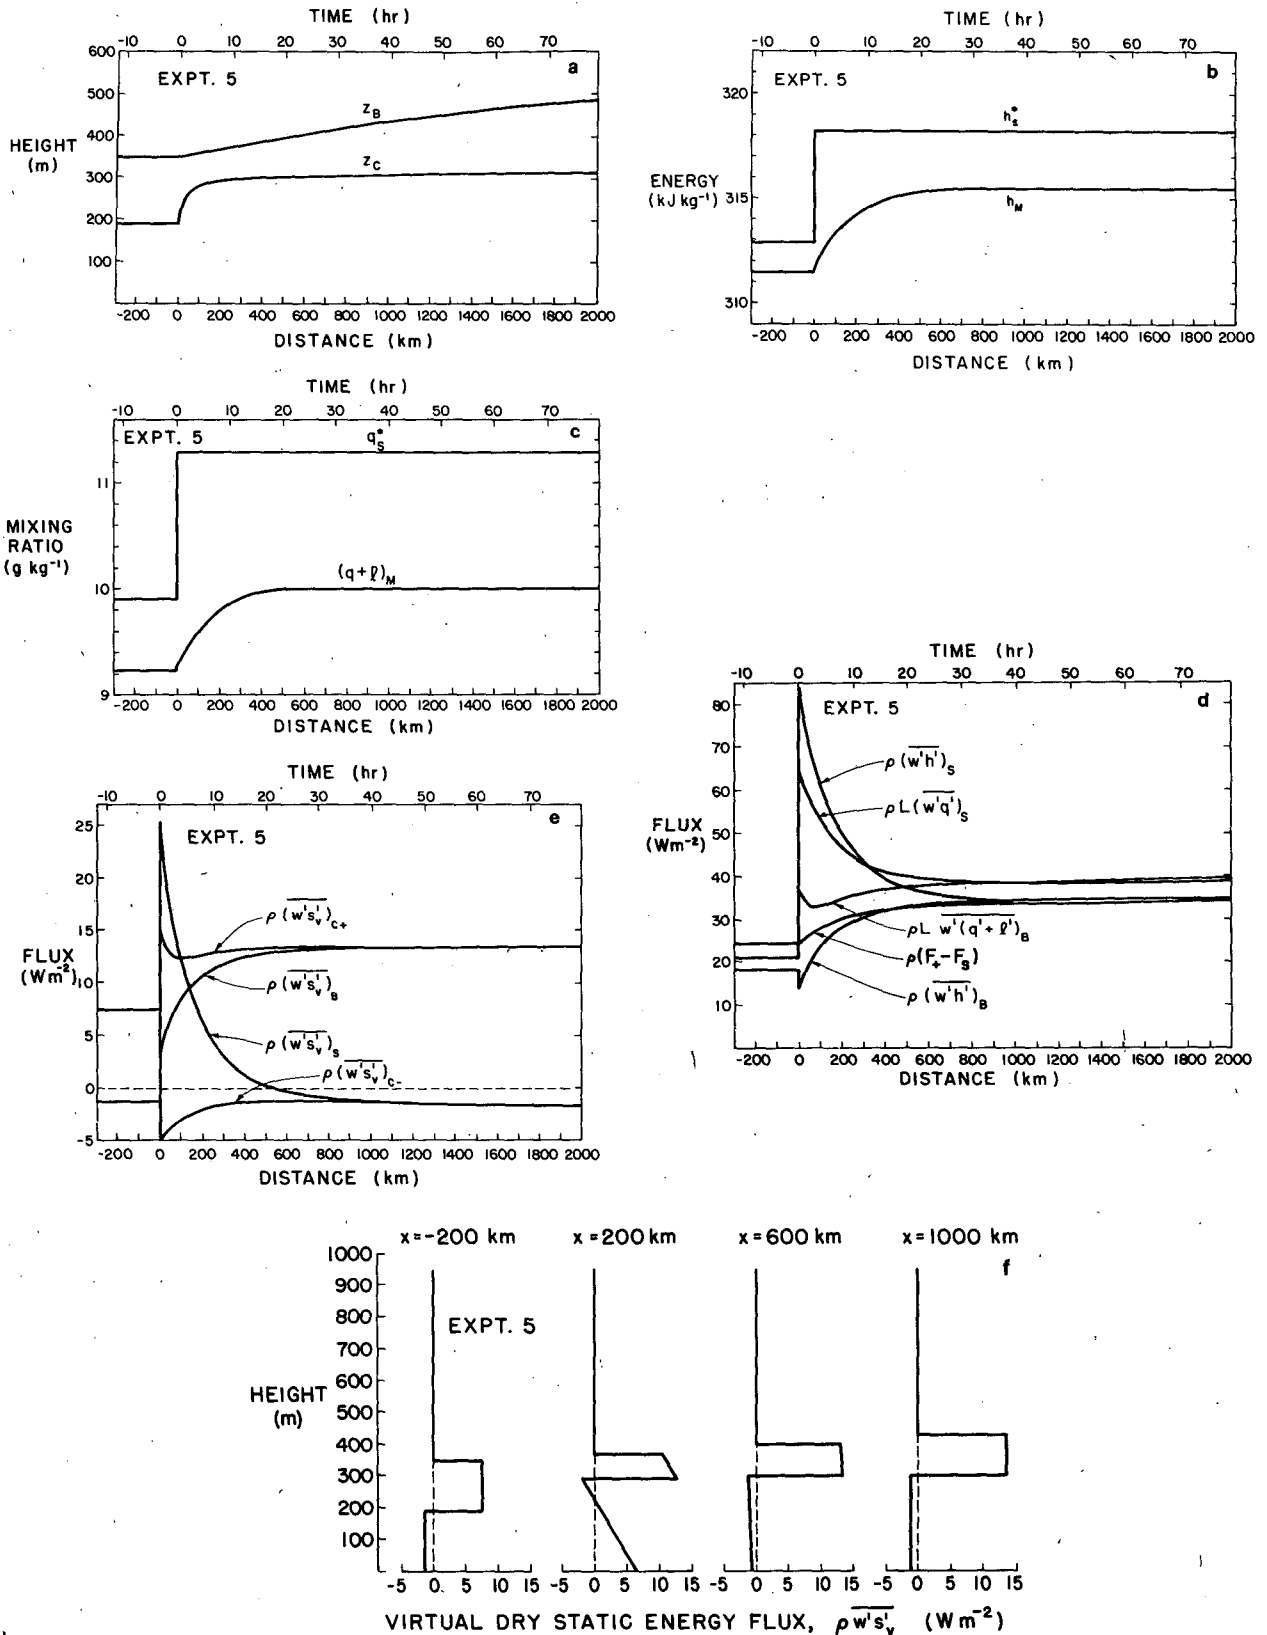 TIME (hr)
-10 0 10 20 30 40 50 60 70
600
500
400
300
200
100
HEIGHT
(m)
EXPT. 5
a
z_B
z_C
-200 0 200 400 600 800 1000 1200 1400 1600 1800 2000
DISTANCE (km)
TIME (hr)
-10 0 10 20 30 40 50 60 70
320
315
310
ENERGY
(kJ kg⁻¹)
EXPT. 5
b
h_s*
h_M
-200 0 200 400 600 800 1000 1200 1400 1600 1800 2000
DISTANCE (km)
TIME (hr)
-10 0 10 20 30 40 50 60 70
EXPT. 5
c
q_s*
11
10
9
MIXING
RATIO
(g kg⁻¹)
(q+ℓ)_M
-200 0 200 400 600 800 1000 1200 1400 1600 1800 2000
DISTANCE (km)
TIME (hr)
-10 0 10 20 30 40 50 60 70
80
70
60
50
40
30
20
10
FLUX
(Wm⁻²)
EXPT. 5
d
ρ(w'h')_S
ρL(w'q')_S
ρL w'(q'+ℓ')_B
ρ(F₊-F_S)
ρ(w'h')_B
-200 0 200 400 600 800 1000 1200 1400 1600 1800 2000
DISTANCE (km)
TIME (hr)
-10 0 10 20 30 40 50 60 70
25
20
15
10
5
0
-5
FLUX
(Wm⁻²)
EXPT. 5
e
ρ(w's_v')_C+
ρ(w's_v')_B
ρ(w's_v')_S
ρ(w's_v')_C-
-200 0 200 400 600 800 1000 1200 1400 1600 1800 2000
DISTANCE (km)
x=-200 km x=200 km x=600 km x=1000 km
f
1000
900
800
700
600
500
400
300
200
100
HEIGHT
(m)
EXPT. 5
-5 0 5 10 15 -5 0 5 10 15 -5 0 5 10 15 -5 0 5 10 15
VIRTUAL DRY STATIC ENERGY FLUX, ρw's_v' (Wm⁻²)